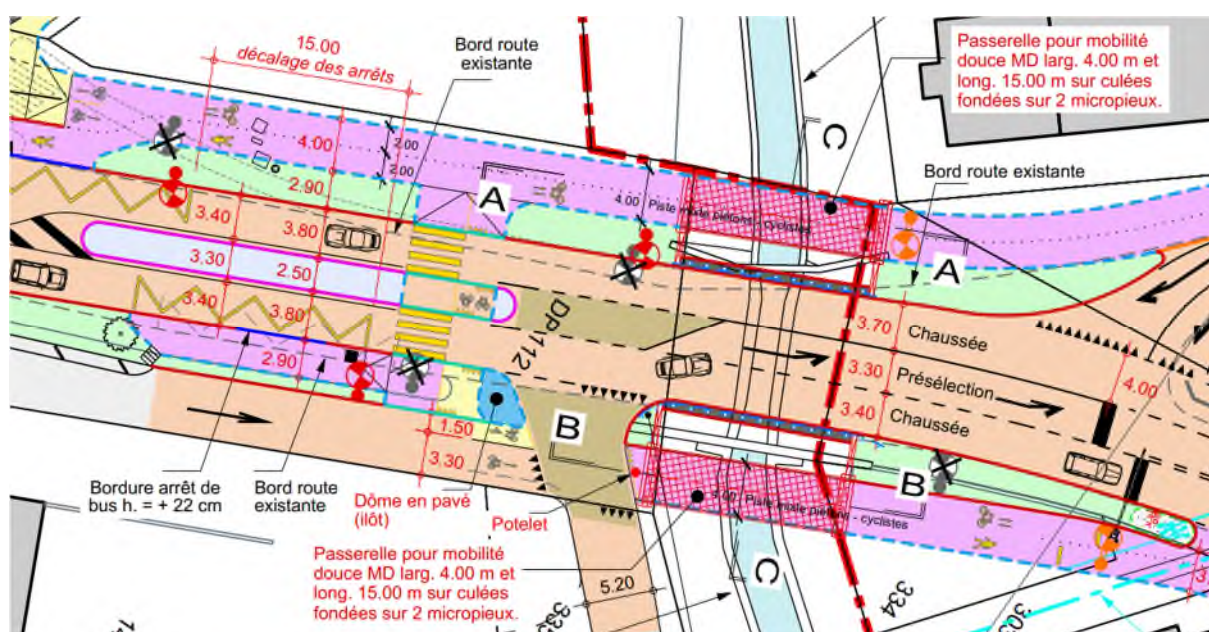 15.00
décalage des arrêts
Bord route
existante
Passerelle pour mobilité
douce MD larg. 4.00 m et
long. 15.00 m sur culées
fondées sur 2 micropieux.
C
4.00
2.00
2.00
2.90
A
Bord route existante
4.00 Piste mixte piétons - cyclistes
A
3.40
3.80
3.30
2.50
3.40
3.80
2.90
DP 112
3.70
Chaussée
3.30
Présélection
3.40
Chaussée
4.00
B
1.50
3.30
B
Bordure arrêt de
bus h. = + 22 cm
Bord route
existante
Dôme en pavé
(ilôt)
Potelet
4.00 Piste mixte piétons - cyclistes
Passerelle pour mobilité
douce MD larg. 4.00 m et
long. 15.00 m sur culées
fondées sur 2 micropieux.
C
5.20
334